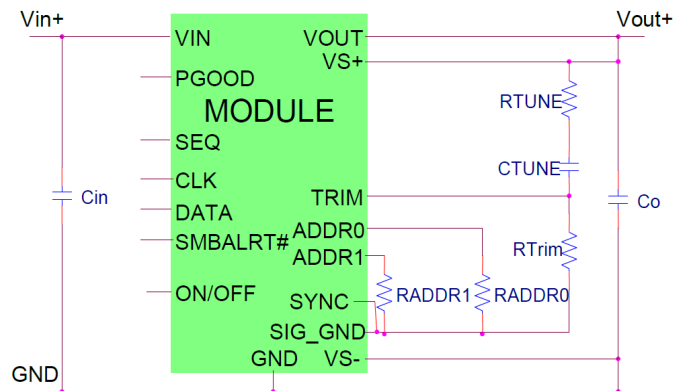 Vin+
Vout+
VIN
VOUT
VS+
PGOOD
RTUNE
MODULE
SEQ
CTUNE
CLK
Cin
TRIM
Co
DATA
ADDR0
SMBALRT#
RTrim
ADDR1
ON/OFF
RADDR1
RADDR0
SYNC
SIG_GND
GND
VS-
GND